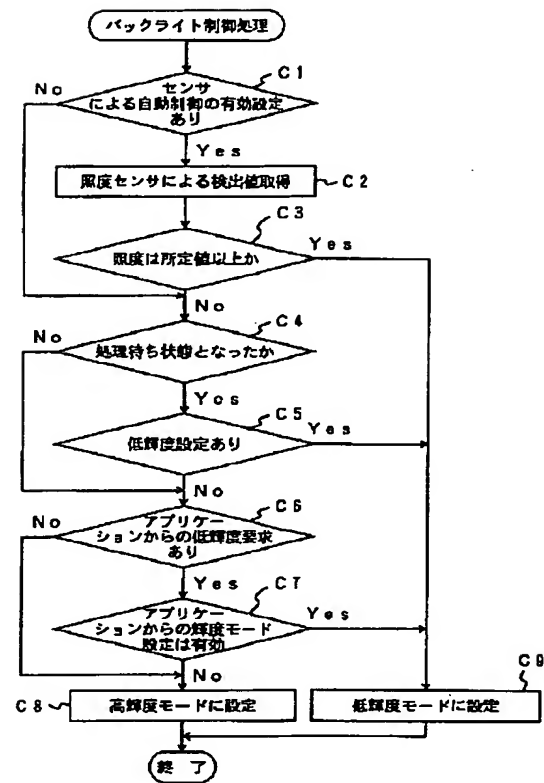 バックライト制御処理
C1
No
センサ
による自動制御の有効設定
あり
Yes
照度センサによる検出値取得
C2
C3
照度は所定値以上か
Yes
No
C4
No
処理待ち状態となったか
Yes
C5
低輝度設定あり
Yes
No
C6
No
アプリケー
ションからの低輝度要求
あり
Yes
C7
アプリケー
ションからの輝度モード
設定は有効
Yes
No
C8
高輝度モードに設定
低輝度モードに設定
C9
終了